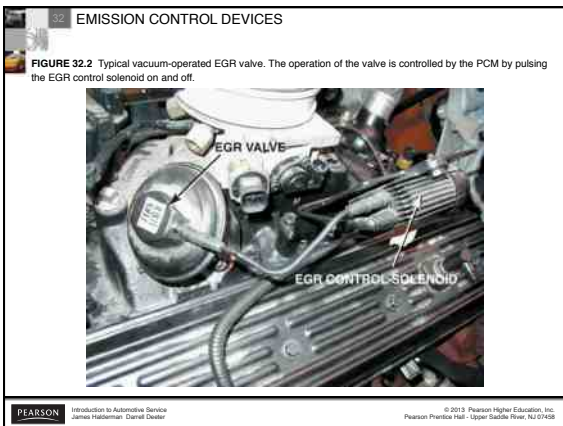 32 EMISSION CONTROL DEVICES
FIGURE 32.2 Typical vacuum-operated EGR valve. The operation of the valve is controlled by the PCM by pulsing
the EGR control solenoid on and off.
EGR VALVE
EGR CONTROL SOLENOID
PEARSON
Introduction to Automotive Service
James Halderman Darrell Deeter
© 2013 Pearson Higher Education, Inc.
Pearson Prentice Hall - Upper Saddle River, NJ 07458